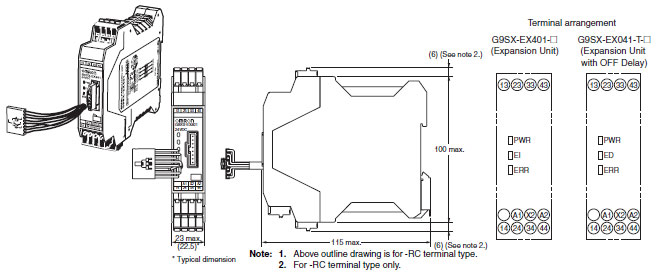 Terminal arrangement
G9SX-EX401-□
(Expansion Unit)
G9SX-EX041-T-□
(Expansion Unit
with OFF Delay)
(6) (See note 2.)
13 23 33 43
13 23 33 43
PWR
EI
ERR
PWR
ED
ERR
100 max.
A1 X2 A2
14 24 34 44
A1 X2 A2
14 24 34 44
115 max.
(6) (See note 2.)
23 max.
(22.5)*
* Typical dimension
Note: 1. Above outline drawing is for -RC terminal type.
2. For -RC terminal type only.